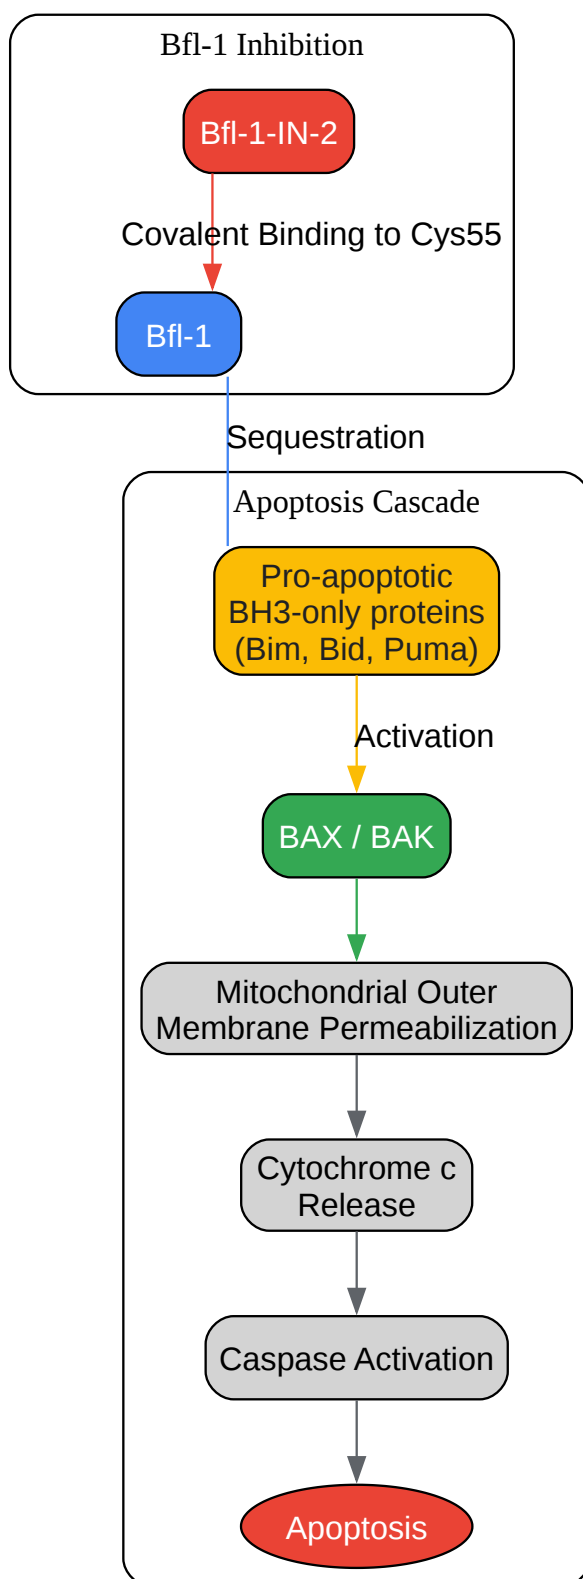 Bfl-1 Inhibition
Bfl-1-IN-2
Covalent Binding to Cys55
Bfl-1
Sequestration
Apoptosis Cascade
Pro-apoptotic
BH3-only proteins
(Bim, Bid, Puma)
Activation
BAX / BAK
Mitochondrial Outer
Membrane Permeabilization
Cytochrome c
Release
Caspase Activation
Apoptosis